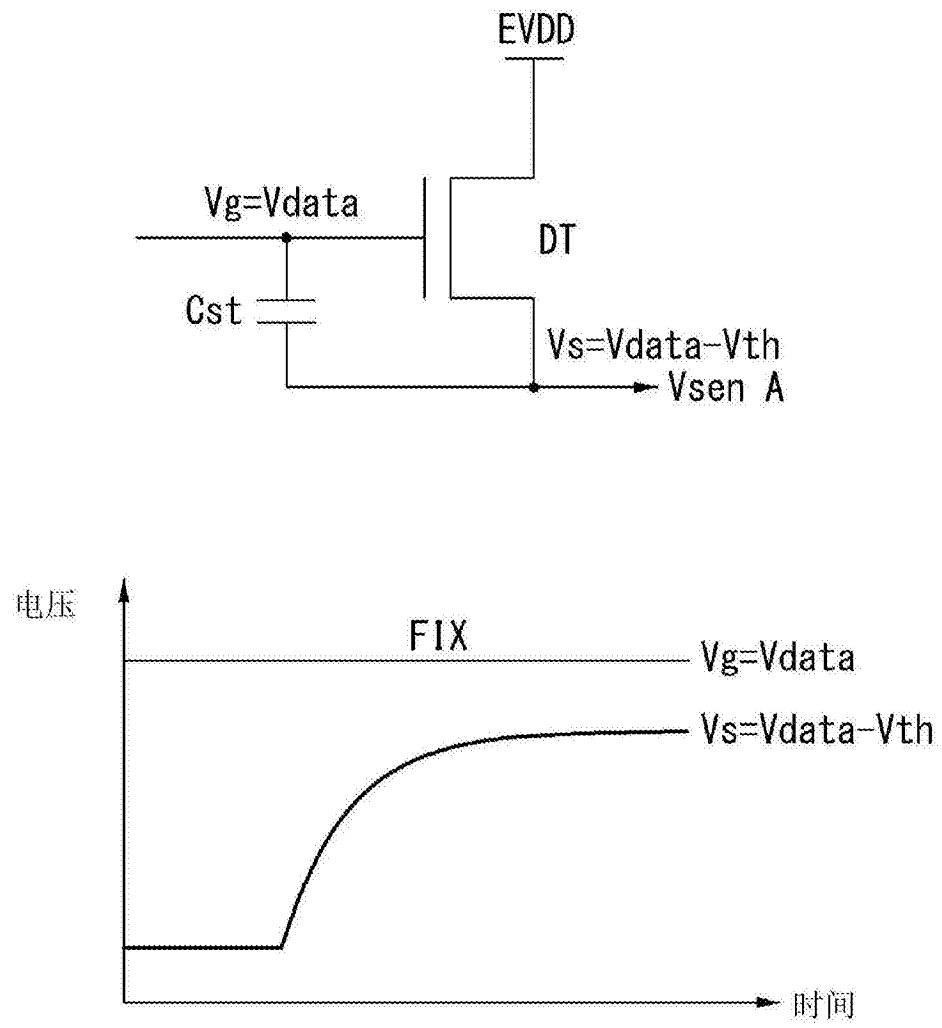 EVDD
Vg=Vdata
DT
Cst
Vs=Vdata-Vth
Vsen A
电压
FIX
Vg=Vdata
Vs=Vdata-Vth
时间